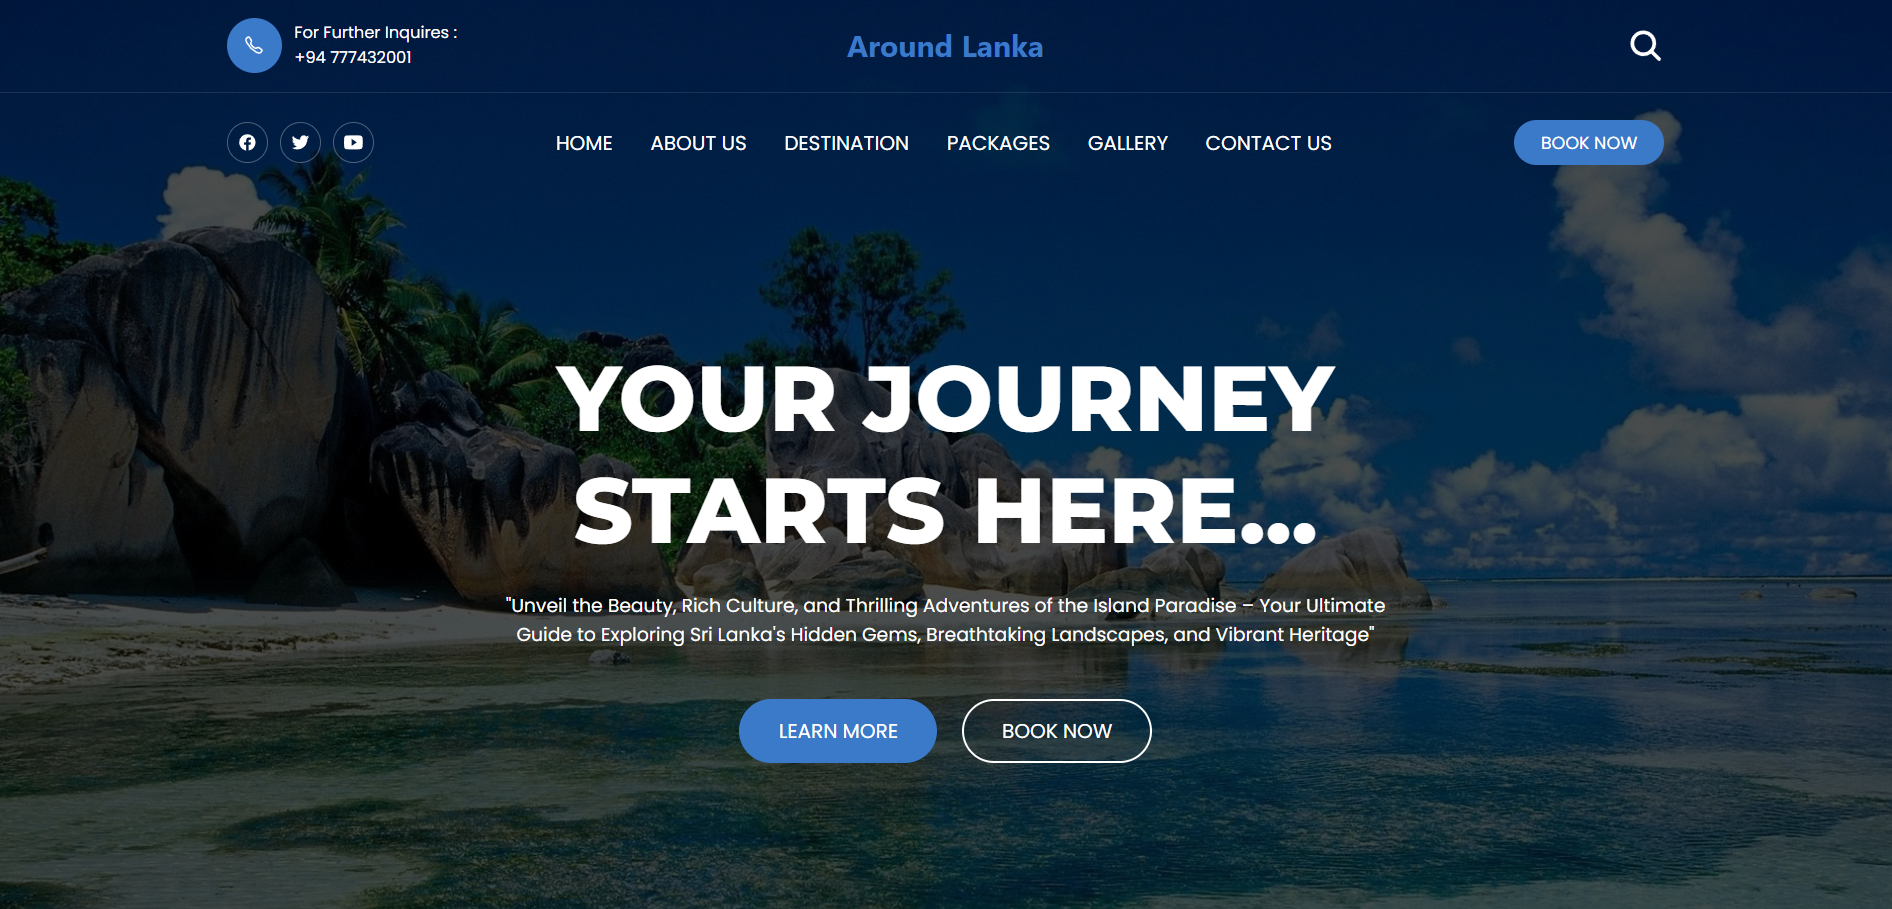 For Further Inquires :
+94 777432001
Around Lanka
HOME ABOUT US DESTINATION PACKAGES GALLERY CONTACT US
BOOK NOW
YOUR JOURNEY
STARTS HERE...
"Unveil the Beauty, Rich Culture, and Thrilling Adventures of the Island Paradise – Your Ultimate
Guide to Exploring Sri Lanka's Hidden Gems, Breathtaking Landscapes, and Vibrant Heritage"
LEARN MORE
BOOK NOW